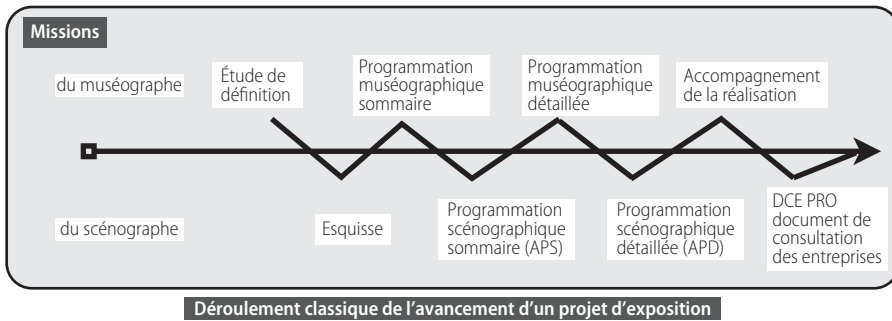 Missions
du muséographe
Étude de
définition
Programmation
muséographique
sommaire
Programmation
muséographique
détaillée
Accompagnement
de la réalisation
du scénographe
Esquisse
Programmation
scénographique
sommaire (APS)
Programmation
scénographique
détaillée (APD)
DCE PRO
document de
consultation
des entreprises
Déroulement classique de l’avancement d’un projet d’exposition